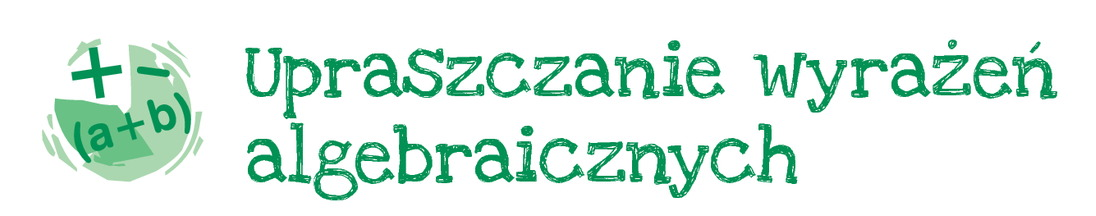 + −
(a+b)
Upraszczanie wyrażeń
algebraicznych